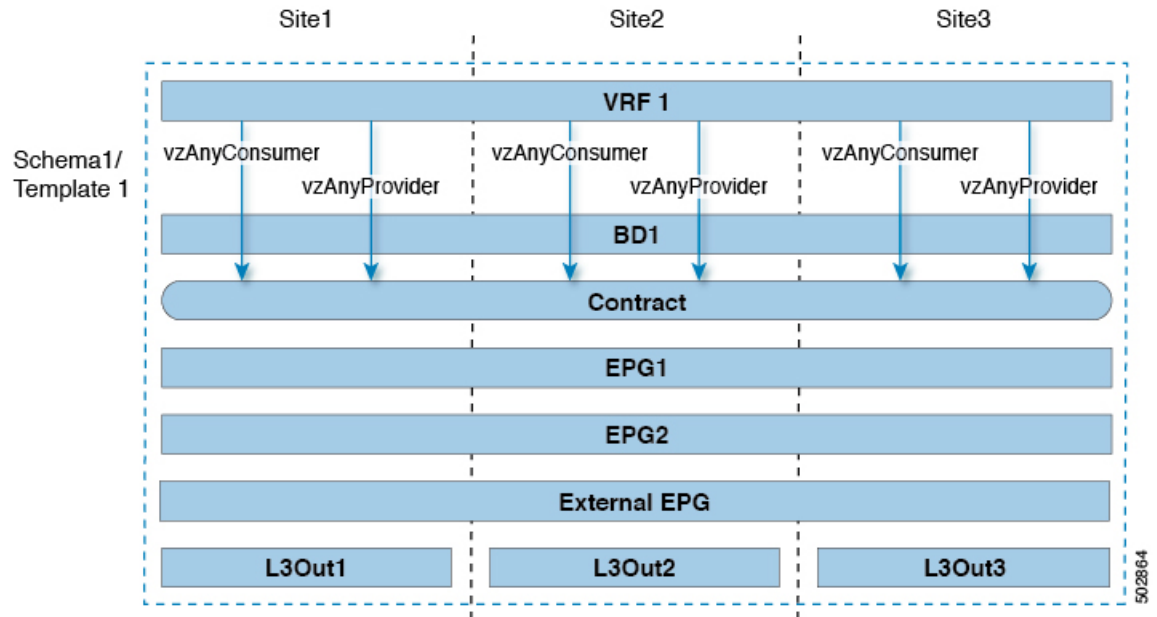 Site1
Site2
Site3
VRF 1
Schema1/
Template 1
vzAnyConsumer
vzAnyProvider
vzAnyConsumer
vzAnyProvider
vzAnyConsumer
vzAnyProvider
BD1
Contract
EPG1
EPG2
External EPG
L3Out1
L3Out2
L3Out3
502864